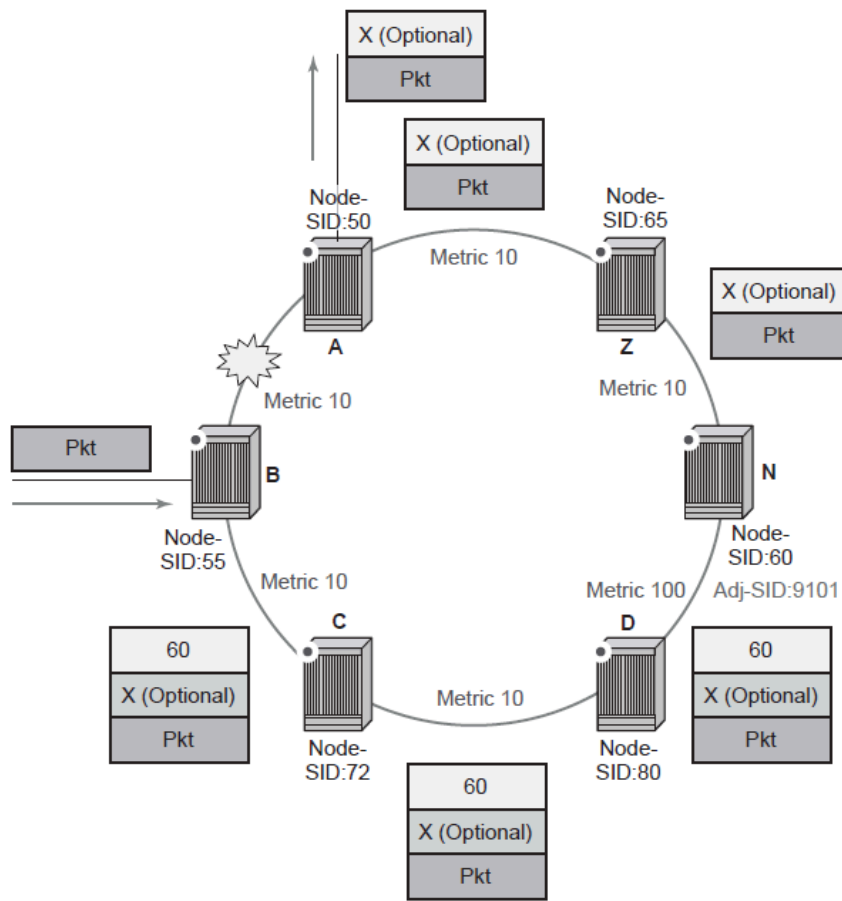 X (Optional)
Pkt
X (Optional)
Pkt
Node-
SID:50
Node-
SID:65
Metric 10
X (Optional)
Pkt
A
Z
Metric 10
Metric 10
Pkt
B
N
Node-
SID:55
Node-
SID:60
Metric 10
Metric 100
Adj-SID:9101
C
D
60
X (Optional)
Pkt
60
X (Optional)
Pkt
Metric 10
Node-
SID:72
Node-
SID:80
60
X (Optional)
Pkt